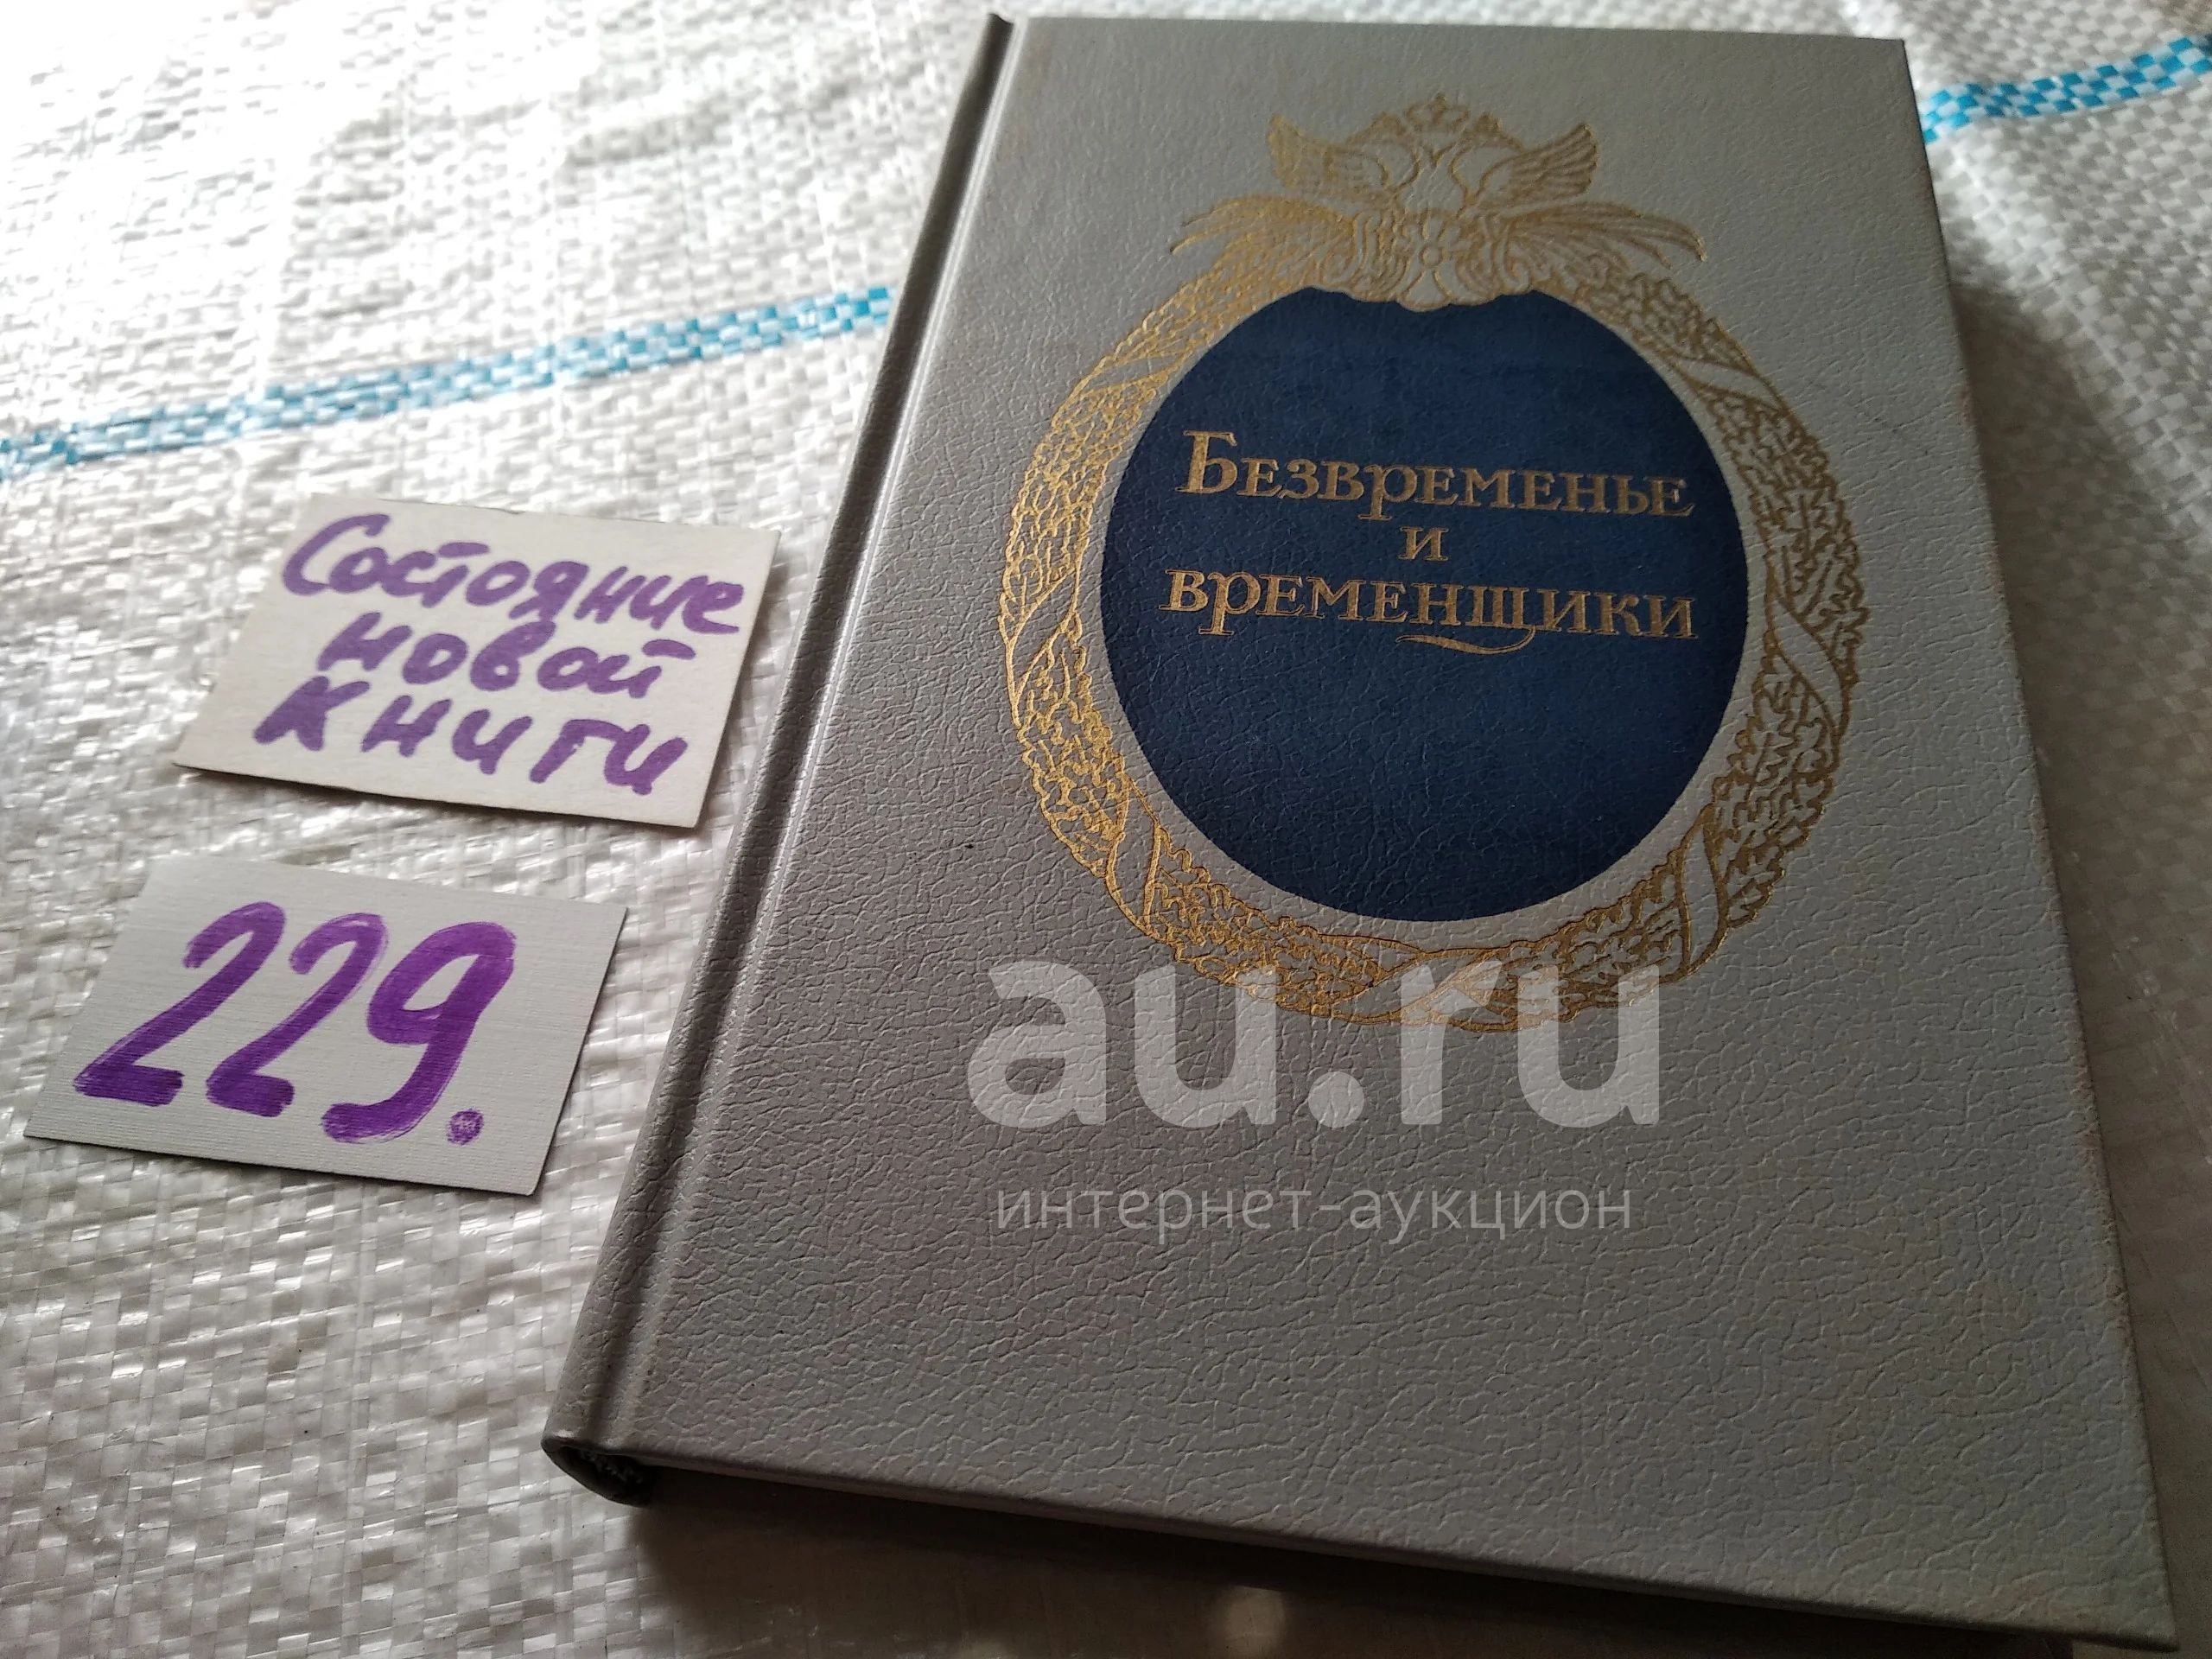 Безвременье
и
временщики
Состояние
новой
книги
229.
au.ru
интернет-аукцион